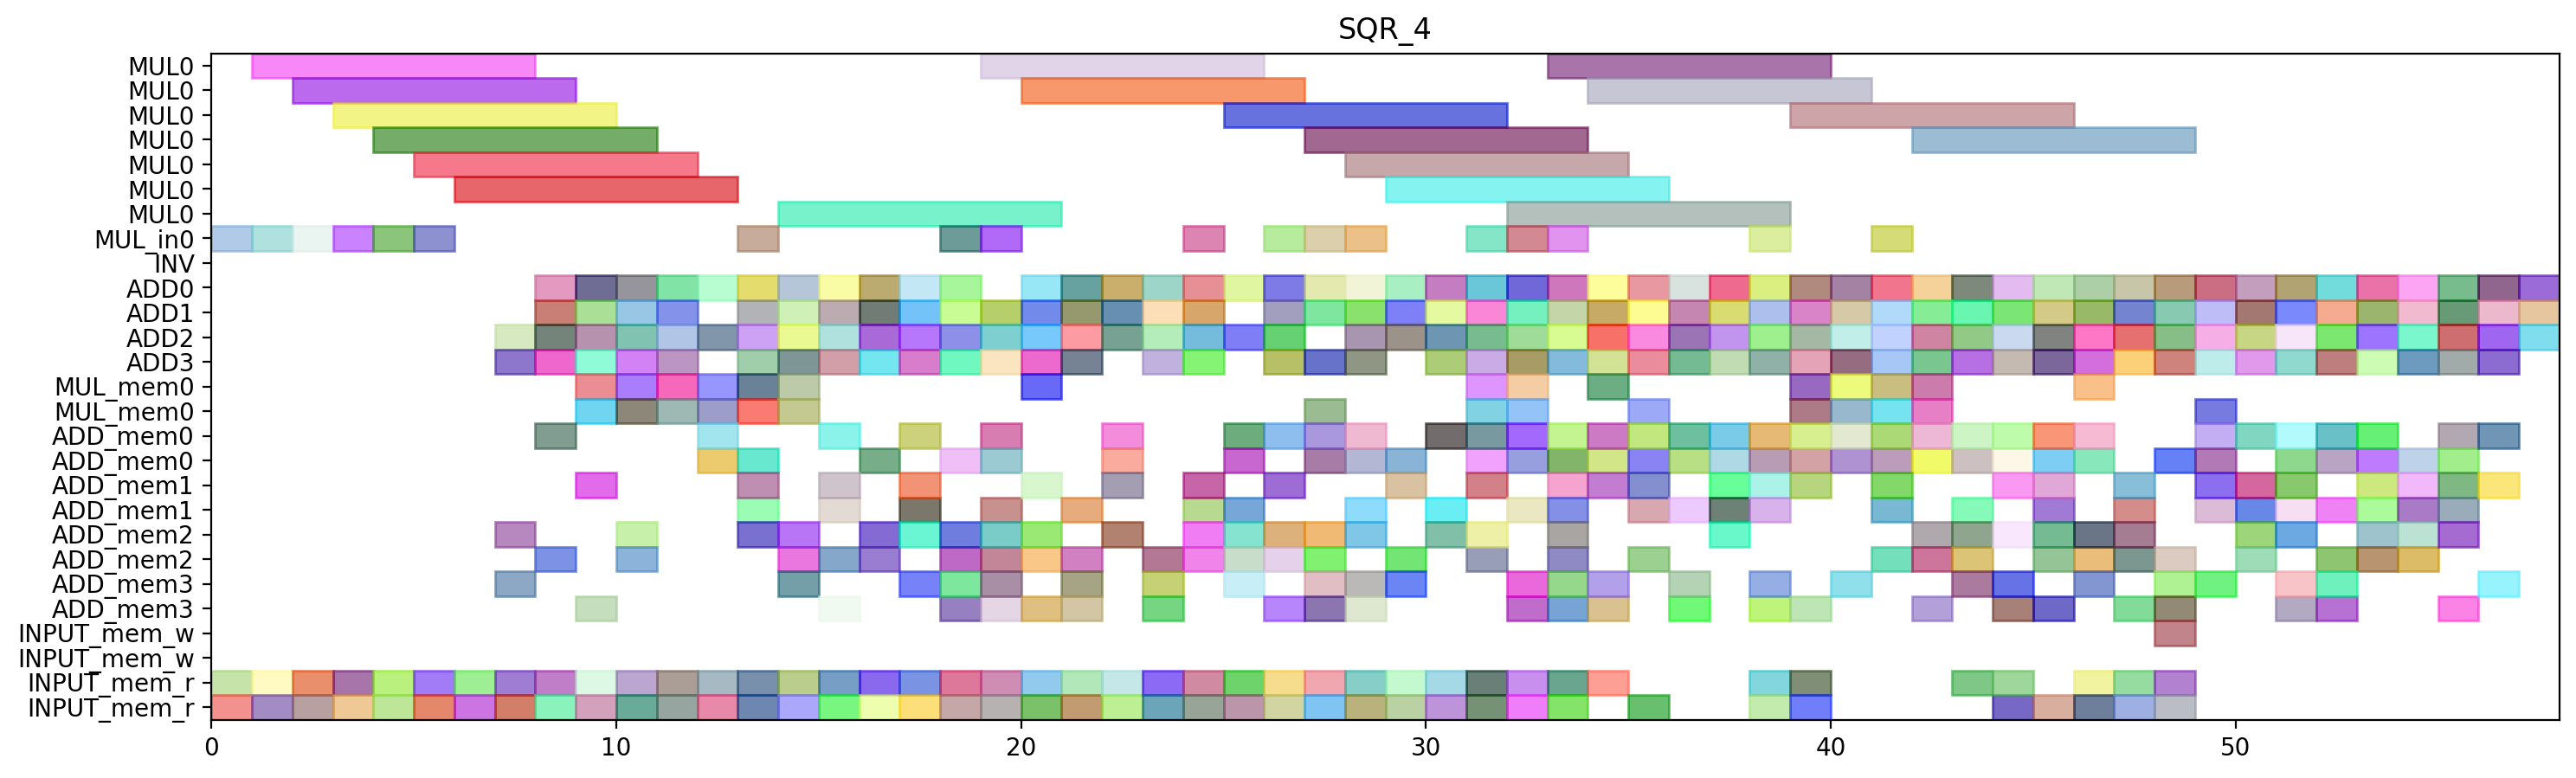 SQR_4
MUL0
MUL0
MUL0
MUL0
MUL0
MUL0
MUL0
MUL_in0
INV
ADD0
ADD1
ADD2
ADD3
MUL_mem0
MUL_mem0
ADD_mem0
ADD_mem0
ADD_mem1
ADD_mem1
ADD_mem2
ADD_mem2
ADD_mem3
ADD_mem3
INPUT_mem_w
INPUT_mem_w
INPUT_mem_r
INPUT_mem_r
0 10 20 30 40 50